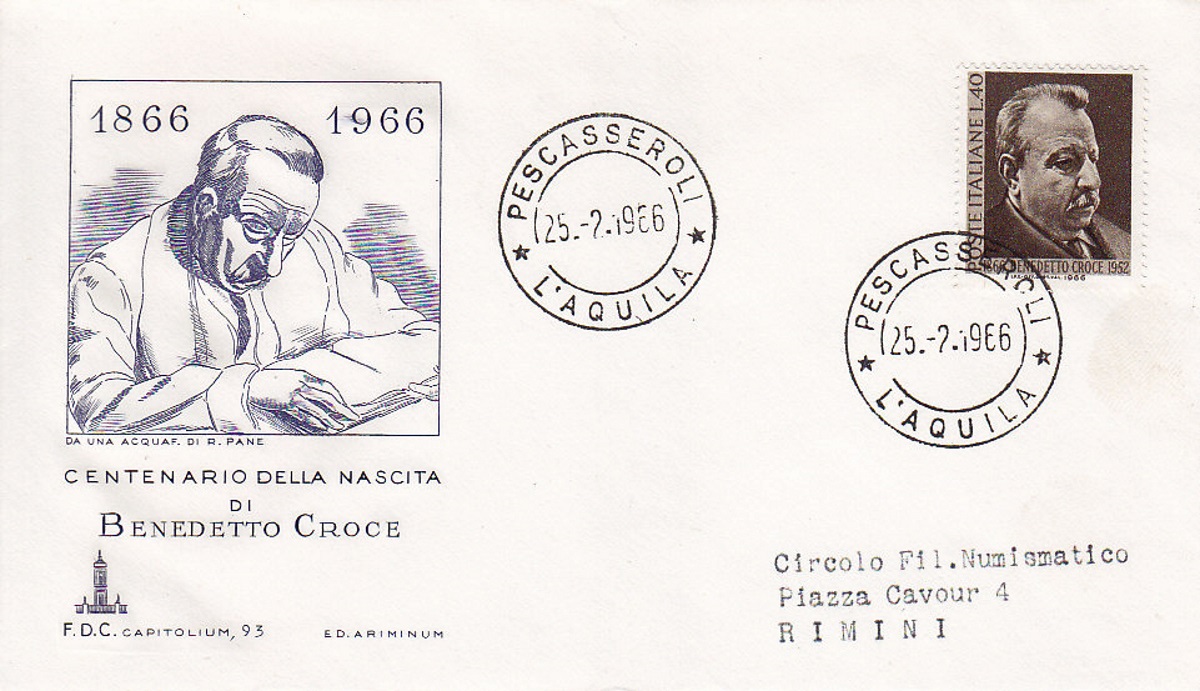 1866 1966
DA UNA ACQUAF. DI R. PANE
CENTENARIO DELLA NASCITA
DI
BENEDETTO CROCE
F.D.C. CAPITOLIUM, 93 ED. ARIMINUM
PESCASSEROLI
25.-2.1966
L'AQUILA
POSTE ITALIANE L.40
1866 BENEDETTO CROCE 1952
1966
PESCASSEROLI
25.-2.1966
L'AQUILA
Circolo Fil.Numismatico
Piazza Cavour 4
RIMINI